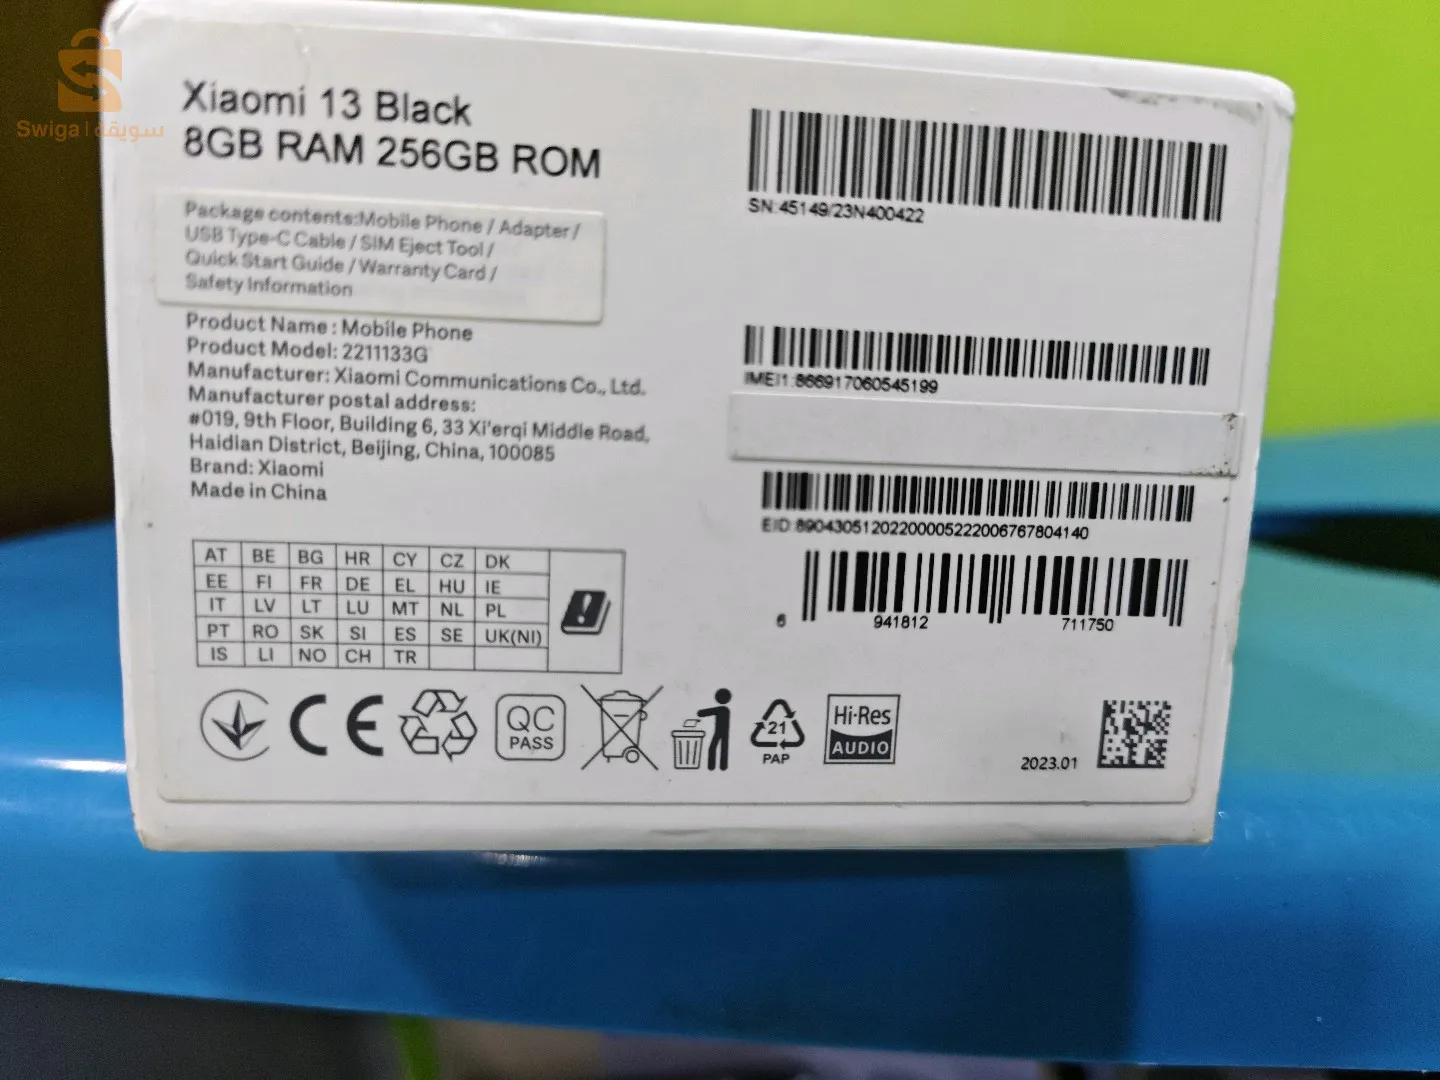 Swiga | سويقة
Xiaomi 13 Black
8GB RAM 256GB ROM
Package contents:Mobile Phone / Adapter /
USB Type-C Cable / SIM Eject Tool /
Quick Start Guide / Warranty Card /
Safety Information
Product Name : Mobile Phone
Product Model: 2211133G
Manufacturer: Xiaomi Communications Co., Ltd.
Manufacturer postal address:
#019, 9th Floor, Building 6, 33 Xi'erqi Middle Road,
Haidian District, Beijing, China, 100085
Brand: Xiaomi
Made in China
SN:45149/23N400422
IMEI1:866917060545199
EID:89043051202200005222006767804140
6 941812 711750
AT BE BG HR CY CZ DK
EE FI FR DE EL HU IE
IT LV LT LU MT NL PL
PT RO SK SI ES SE UK(NI)
IS LI NO CH TR
CE
QC
PASS
21
PAP
Hi-Res
AUDIO
2023.01